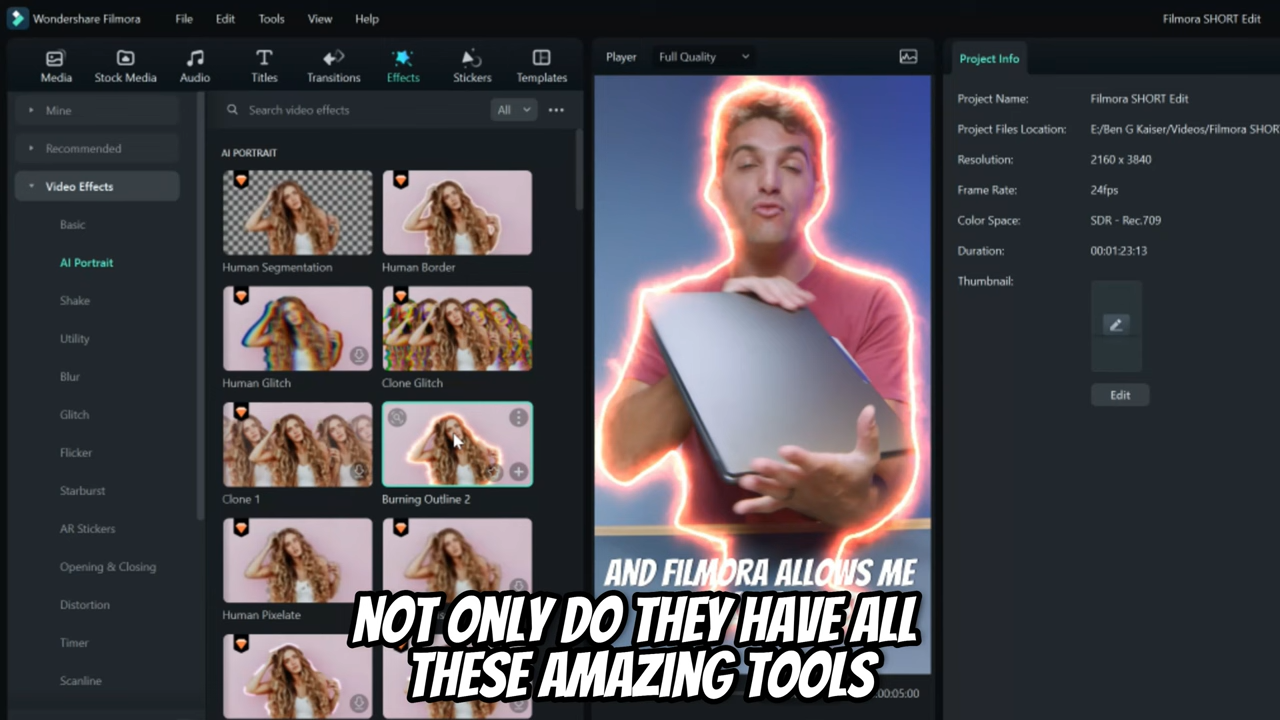 Wondershare Filmora
File
Edit
Tools
View
Help
Filmora SHORT Edit
Media
Stock Media
Audio
Titles
Transitions
Effects
Stickers
Templates
Mine
Recommended
Video Effects
Basic
AI Portrait
Shake
Utility
Blur
Glitch
Flicker
Starburst
AR Stickers
Opening & Closing
Distortion
Timer
Scanline
Search video effects
All
AI PORTRAIT
Human Segmentation
Human Border
Human Glitch
Clone Glitch
Clone 1
Burning Outline 2
Human Pixelate
Player
Full Quality
AND FILMORA ALLOWS ME
NOT ONLY DO THEY HAVE ALL
THESE AMAZING TOOLS
:00:05:00
Project Info
Project Name: Filmora SHORT Edit
Project Files Location: E:/Ben G Kaiser/Videos/Filmora SHOR
Resolution: 2160 x 3840
Frame Rate: 24fps
Color Space: SDR - Rec.709
Duration: 00:01:23:13
Thumbnail:
Edit